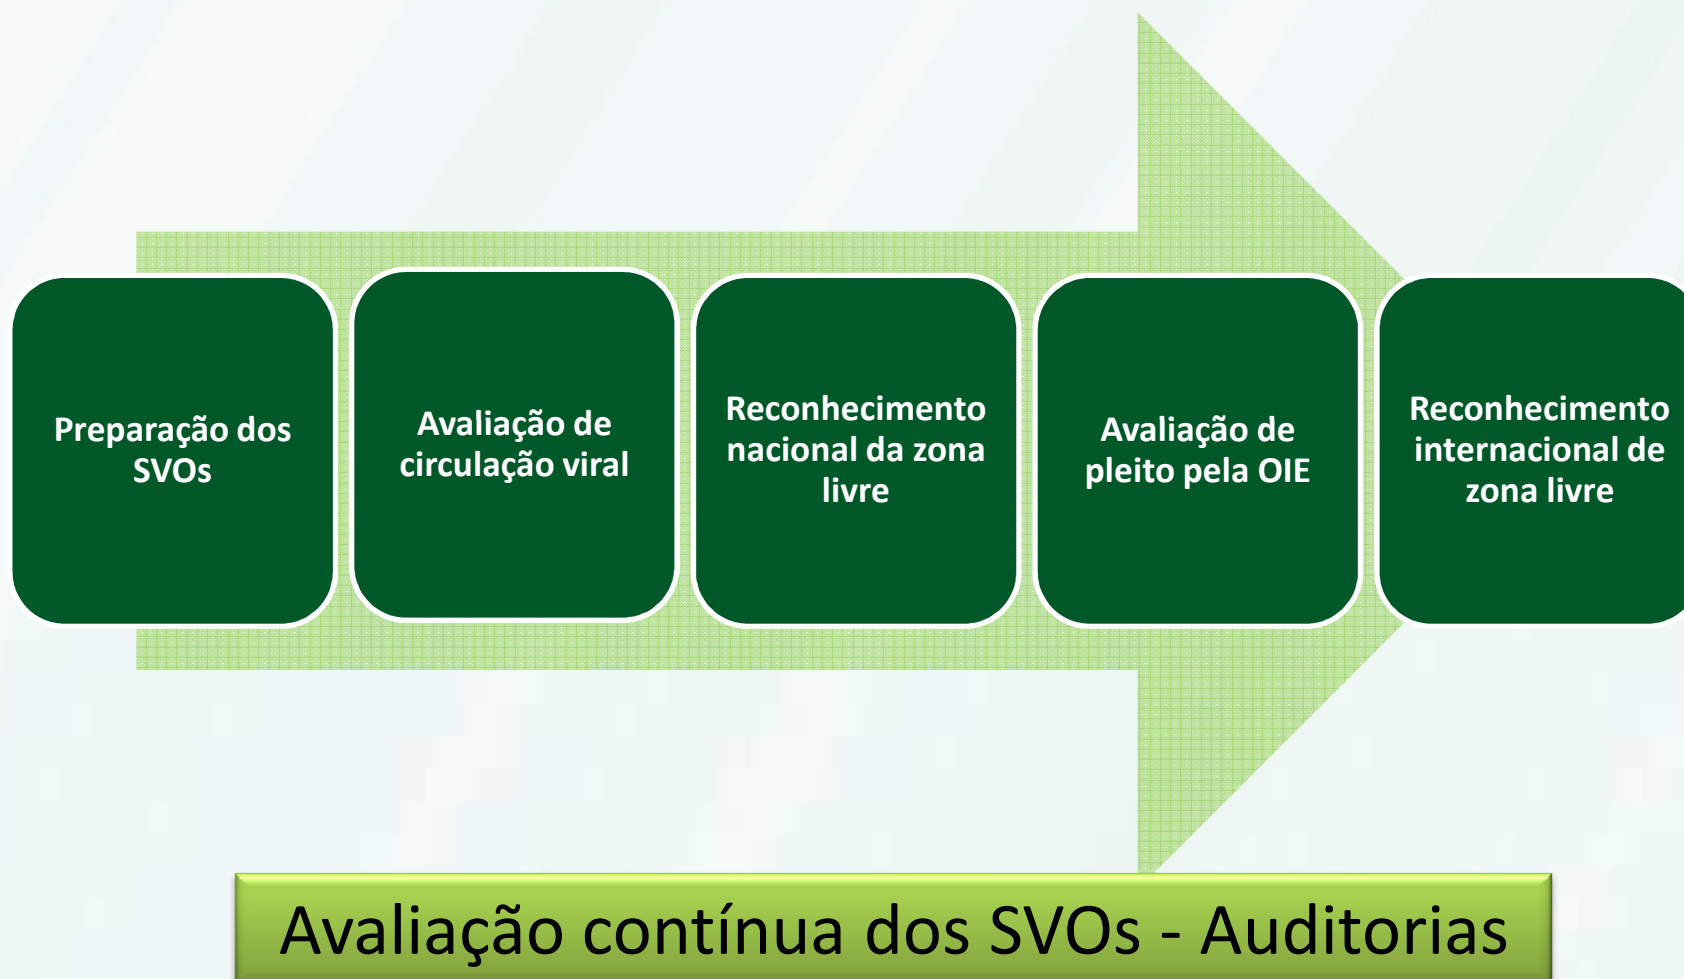 Preparação dos
SVOs
Avaliação de
circulação viral
Reconhecimento
nacional da zona
livre
Avaliação de
pleito pela OIE
Reconhecimento
internacional de
zona livre
Avaliação contínua dos SVOs - Auditorias